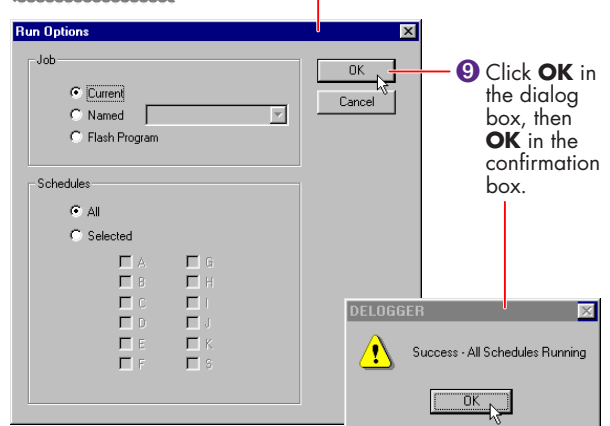 Run Options
Job
Current
Named
Flash Program
OK
Cancel
Schedules
All
Selected
A G
B H
C I
D J
E K
F S
9 Click OK in
the dialog
box, then
OK in the
confirmation
box.
DELOGGER
Success - All Schedules Running
OK